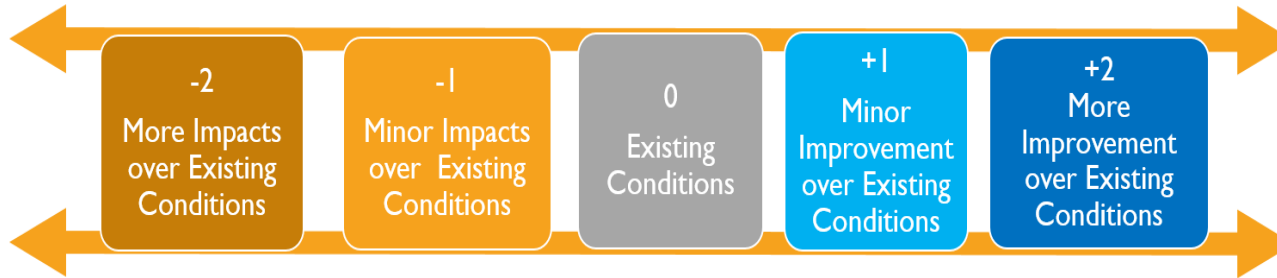 -2
More Impacts
over Existing
Conditions
-1
Minor Impacts
over Existing
Conditions
0
Existing
Conditions
+1
Minor
Improvement
over Existing
Conditions
+2
More
Improvement
over Existing
Conditions